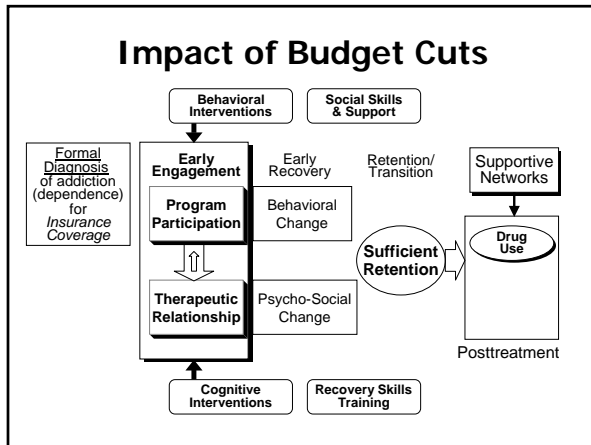 Impact of Budget Cuts
Behavioral
Interventions
Social Skills
& Support
Formal
Diagnosis
of addiction
(dependence)
for
Insurance
Coverage
Early
Engagement
Program
Participation
Therapeutic
Relationship
Early
Recovery
Behavioral
Change
Psycho-Social
Change
Retention/
Transition
Sufficient
Retention
Supportive
Networks
Drug
Use
Posttreatment
Cognitive
Interventions
Recovery Skills
Training